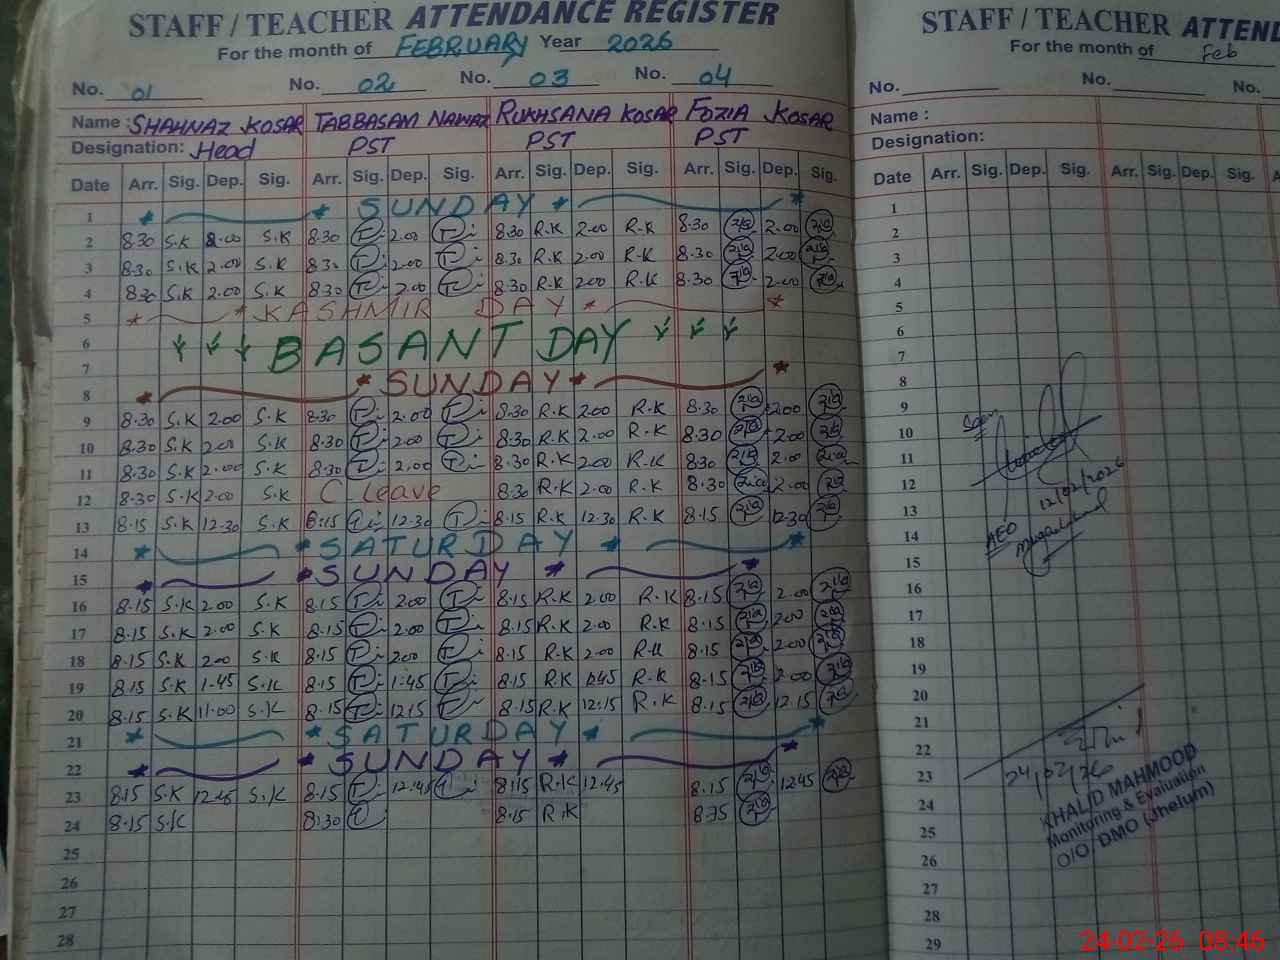 STAFF / TEACHER ATTENDANCE REGISTER
For the month of FEBRUARY Year 2026
No. 01 No. 02 No. 03 No. 04
Name : SHAHNAZ KOSAR TABBASAM NAWAZ RUKHSANA KOSAR FOZIA KOSAR
Designation: Head PST PST PST
Date Arr. Sig. Dep. Sig. Arr. Sig. Dep. Sig. Arr. Sig. Dep. Sig. Arr. Sig. Dep. Sig.
1 SUNDAY
2 8.30 S.K 2.00 S.K 8.30 T 2.00 T 8.30 R.K 2.00 R.K 8.30 2.00
3 8.30 S.K 2.00 S.K 8.30 T 2.00 T 8.30 R.K 2.00 R.K 8.30 2.00
4 8.30 S.K 2.00 S.K 8.30 T 2.00 T 8.30 R.K 2.00 R.K 8.30 2.00
5 KASHMIR DAY
6 BASANT DAY
7
8 SUNDAY
9 8.30 S.K 2.00 S.K 8.30 T 2.00 T 8.30 R.K 2.00 R.K 8.30 2.00
10 8.30 S.K 2.00 S.K 8.30 T 2.00 T 8.30 R.K 2.00 R.K 8.30 2.00
11 8.30 S.K 2.00 S.K 8.30 T 2.00 T 8.30 R.K 2.00 R.K 8.30 2.00
12 8.30 S.K 2.00 S.K C Leave 8.30 R.K 2.00 R.K 8.30 2.00
13 8.15 S.K 12.30 S.K 8.15 T 12.30 T 8.15 R.K 12.30 R.K 8.15 12.30
14 SATURDAY
15 SUNDAY
16 8.15 S.K 2.00 S.K 8.15 T 2.00 T 8.15 R.K 2.00 R.K 8.15 2.00
17 8.15 S.K 2.00 S.K 8.15 T 2.00 T 8.15 R.K 2.00 R.K 8.15 2.00
18 8.15 S.K 2.00 S.K 8.15 T 2.00 T 8.15 R.K 2.00 R.K 8.15 2.00
19 8.15 S.K 1.45 S.K 8.15 T 1.45 T 8.15 R.K 1.45 R.K 8.15 2.00
20 8.15 S.K 11.00 S.K 8.15 T 12.15 T 8.15 R.K 12.15 R.K 8.15 12.15
21 SATURDAY
22 SUNDAY
23 8.15 S.K 12.45 S.K 8.15 T 12.45 T 8.15 R.K 12.45 8.15 12.45
24 8.15 S.K 8.30 T 8.15 R.K
25
26
27
28
STAFF / TEACHER ATTEND
For the month of Feb
No. No. No.
Name :
Designation:
Date Arr. Sig. Dep. Sig. Arr. Sig. Dep. Sig.
1
2
3
4
5
6
7
8
9
10
11
12
13
14
15
16
17
18
19
20
21
22
23
24
25
26
27
28
29
12/02/2026
AEO
24/02/26
KHALID MAHMOOD
Monitoring & Evaluation
O/O DMO (Jhelum)
24-02-26 08:46